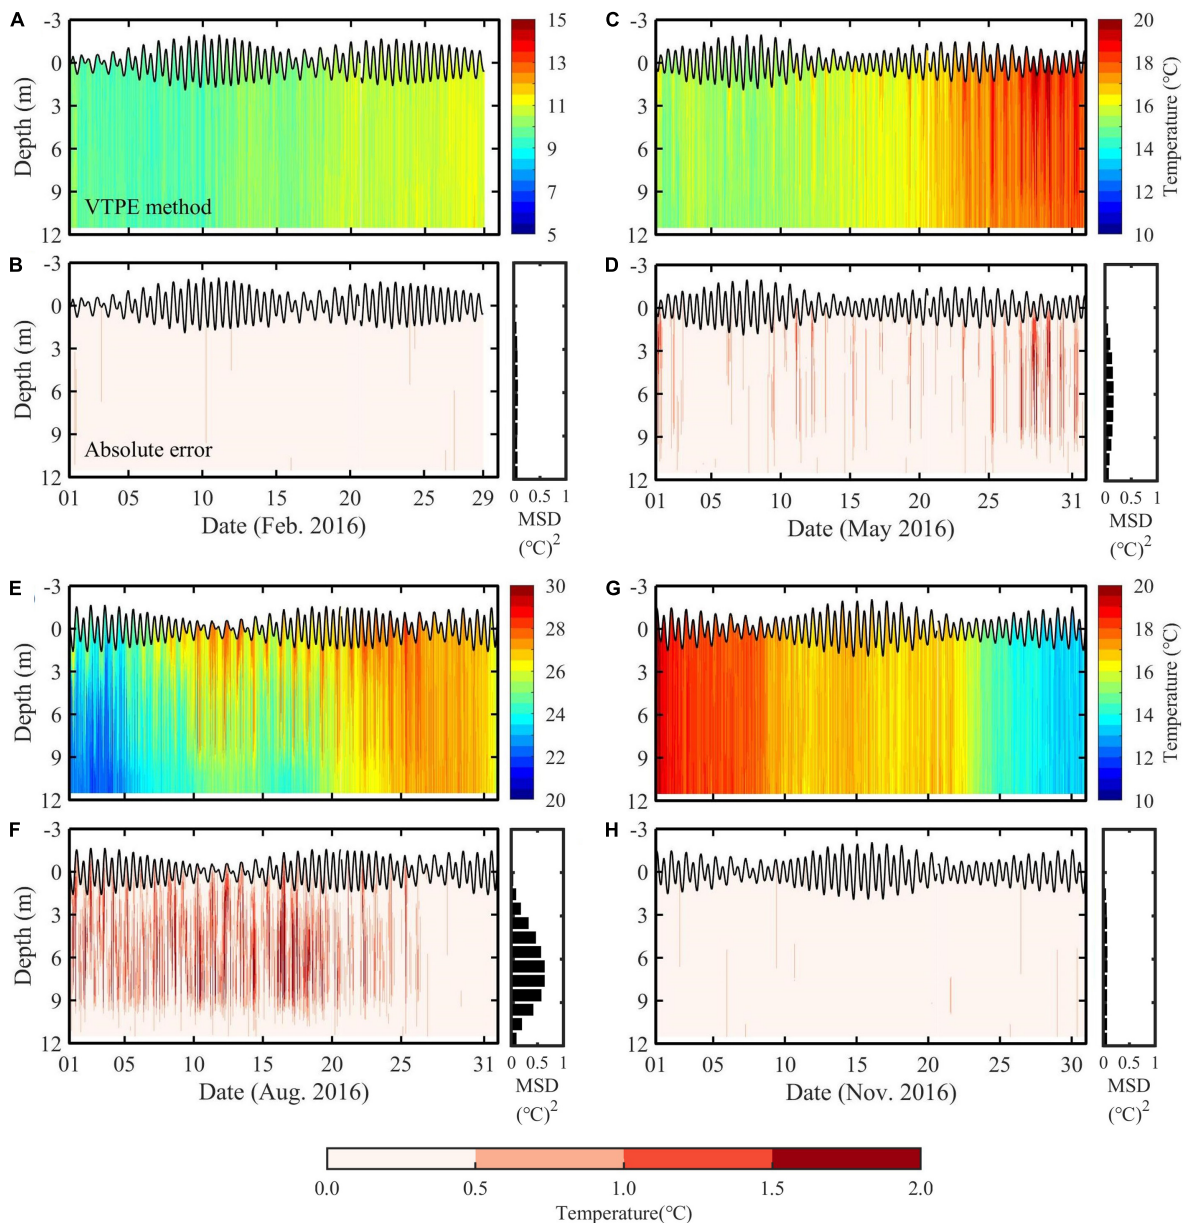 A
-3
0
3
6
9
12
Depth (m)
VTPE method
15
13
11
9
7
5
C
-3
0
3
6
9
12
20
18
16
14
12
10
Temperature (°C)
B
-3
0
3
6
9
12
Depth (m)
Absolute error
01 05 10 15 20 25 29
Date (Feb. 2016)
0 0.5 1
MSD
(°C)2
D
-3
0
3
6
9
12
01 05 10 15 20 25 31
Date (May 2016)
0 0.5 1
MSD
(°C)2
E
-3
0
3
6
9
12
Depth (m)
30
28
26
24
22
20
G
-3
0
3
6
9
12
20
18
16
14
12
10
Temperature (°C)
F
-3
0
3
6
9
12
Depth (m)
01 05 10 15 20 25 31
Date (Aug. 2016)
0 0.5 1
MSD
(°C)2
H
-3
0
3
6
9
12
01 05 10 15 20 25 30
Date (Nov. 2016)
0 0.5 1
MSD
(°C)2
0.0 0.5 1.0 1.5 2.0
Temperature(°C)